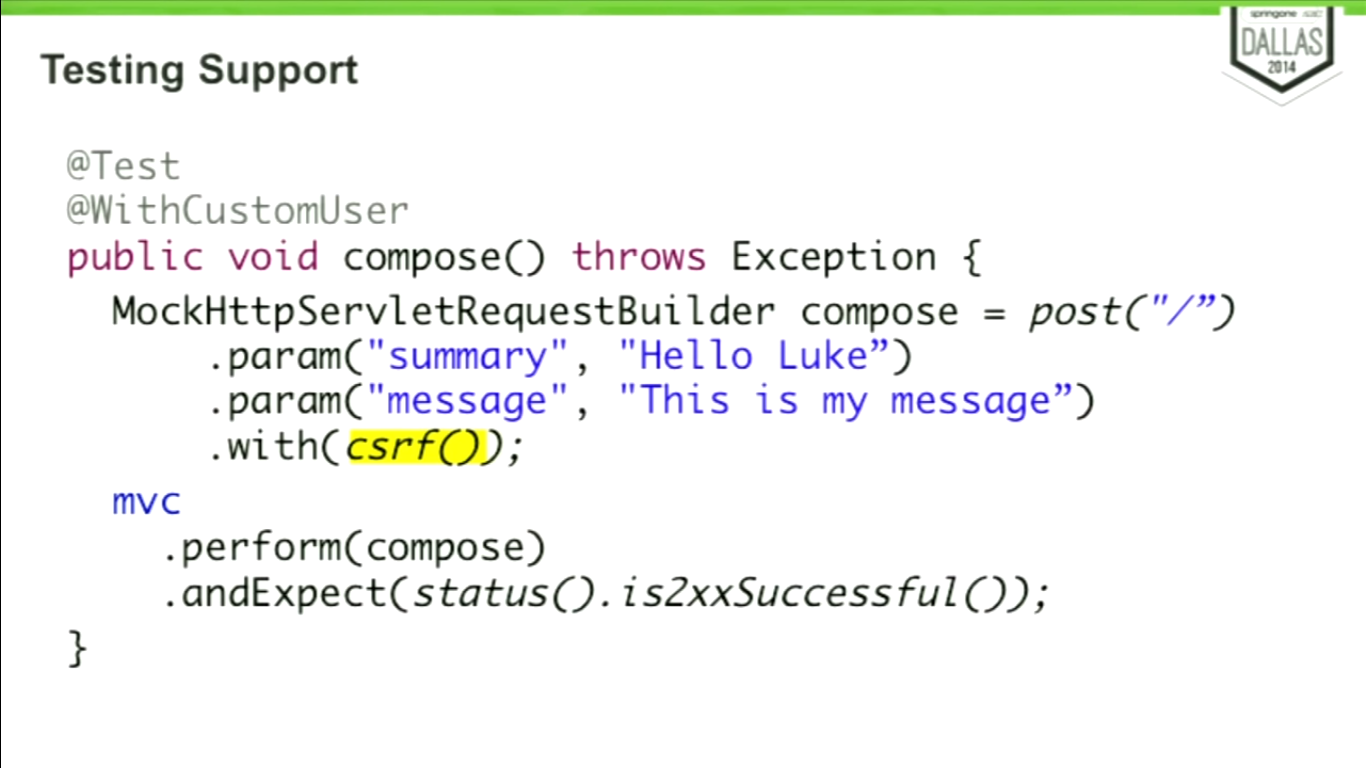 springone 2GX
DALLAS
2014
Testing Support
@Test
@WithCustomUser
public void compose() throws Exception {
MockHttpServletRequestBuilder compose = post("/”)
.param("summary", "Hello Luke”)
.param("message", "This is my message”)
.with(csrf());
mvc
.perform(compose)
.andExpect(status().is2xxSuccessful());
}